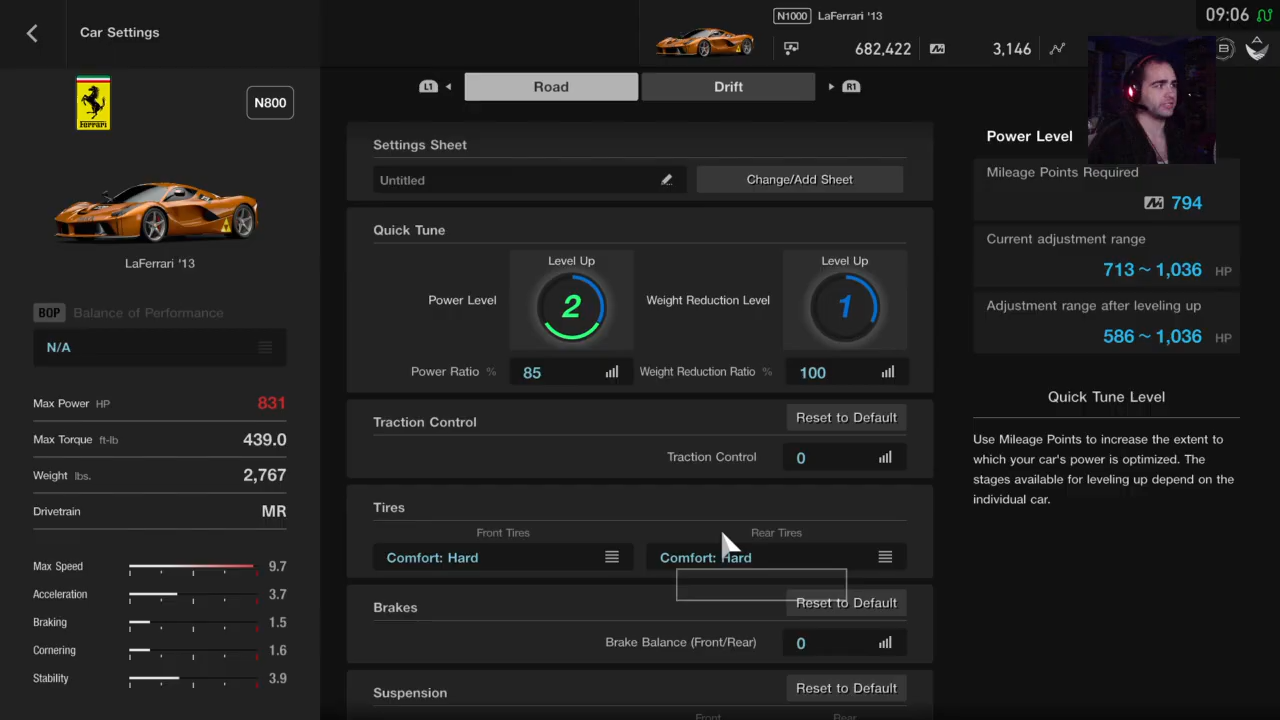 Car Settings
N1000 LaFerrari '13
682,422 3,146
09:06
B
Ferrari
N800
LaFerrari '13
BOP Balance of Performance
N/A
Max Power HP 831
Max Torque ft-lb 439.0
Weight lbs. 2,767
Drivetrain MR
Max Speed 9.7
Acceleration 3.7
Braking 1.5
Cornering 1.6
Stability 3.9
L1 Road Drift R1
Settings Sheet
Untitled Change/Add Sheet
Quick Tune
Level Up Level Up
Power Level 2 Weight Reduction Level 1
Power Ratio % 85 Weight Reduction Ratio % 100
Traction Control Reset to Default
Traction Control 0
Tires
Front Tires Rear Tires
Comfort: Hard Comfort: Hard
Brakes Reset to Default
Brake Balance (Front/Rear) 0
Suspension Reset to Default
Front Rear
Power Level
Mileage Points Required
794
Current adjustment range
713 ~ 1,036 HP
Adjustment range after leveling up
586 ~ 1,036 HP
Quick Tune Level
Use Mileage Points to increase the extent to
which your car's power is optimized. The
stages available for leveling up depend on the
individual car.